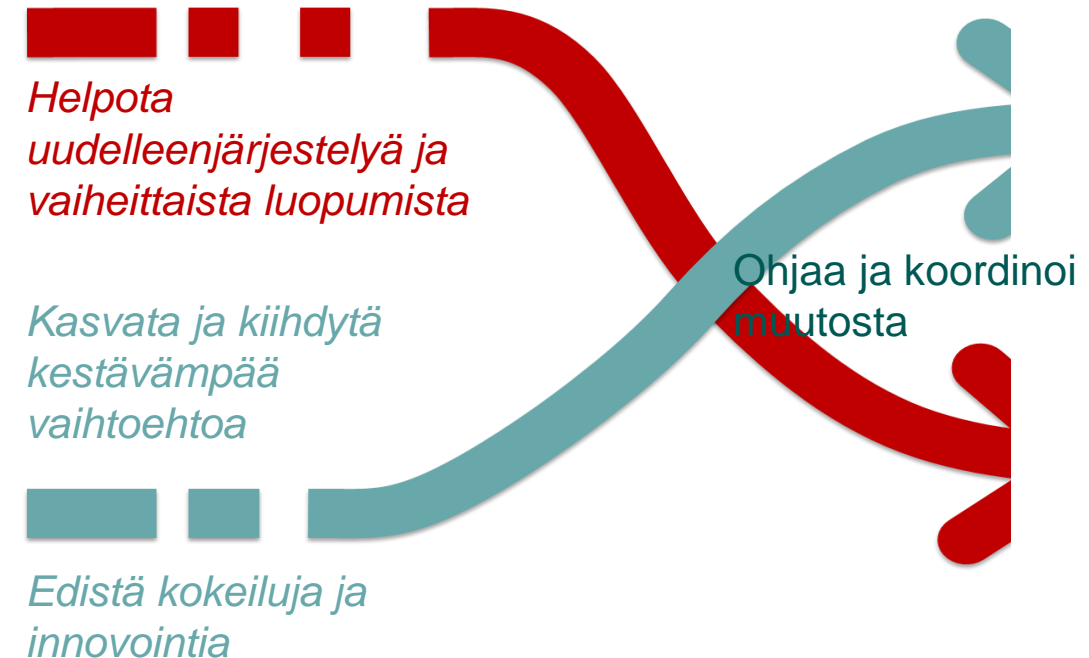 Helpota
uudelleenjärjestelyä ja
vaiheittaista luopumista
Ohjaa ja koordinoi
muutosta
Kasvata ja kiihdytä
kestävämpää
vaihtoehtoa
Edistä kokeiluja ja
innovointia